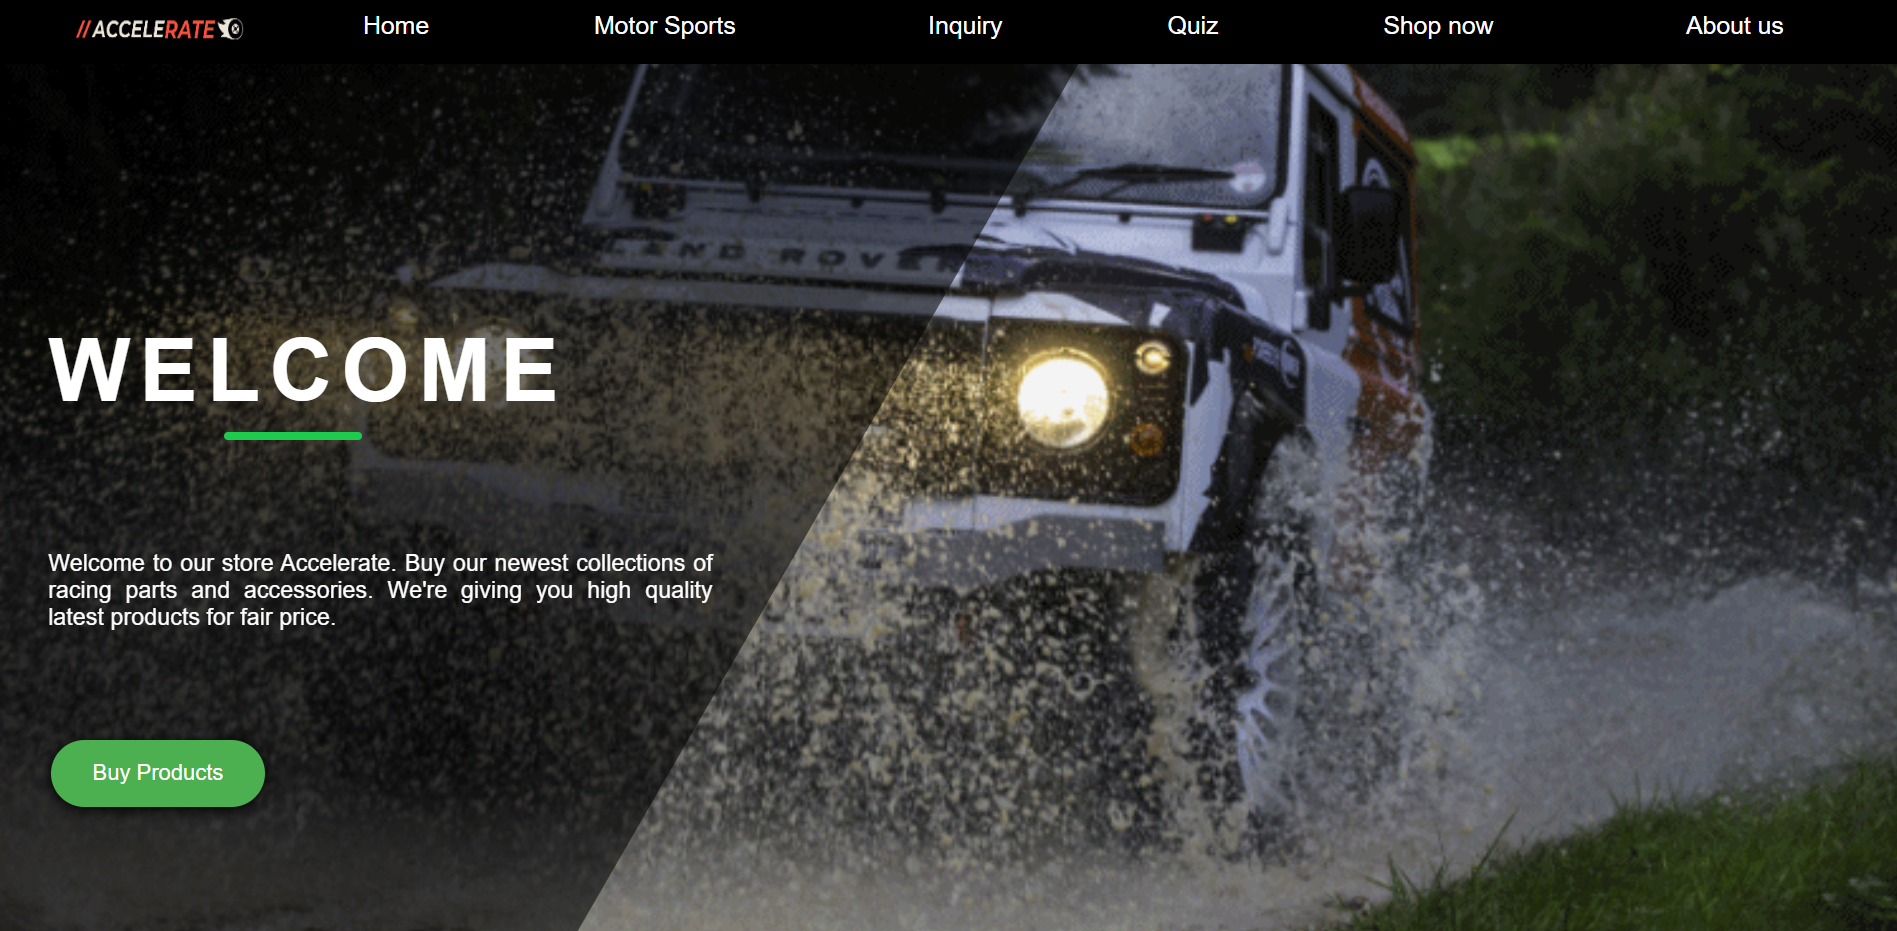 //ACCELERATE
Home
Motor Sports
Inquiry
Quiz
Shop now
About us
LAND ROVER
WELCOME
Welcome to our store Accelerate. Buy our newest collections of
racing parts and accessories. We're giving you high quality
latest products for fair price.
Buy Products